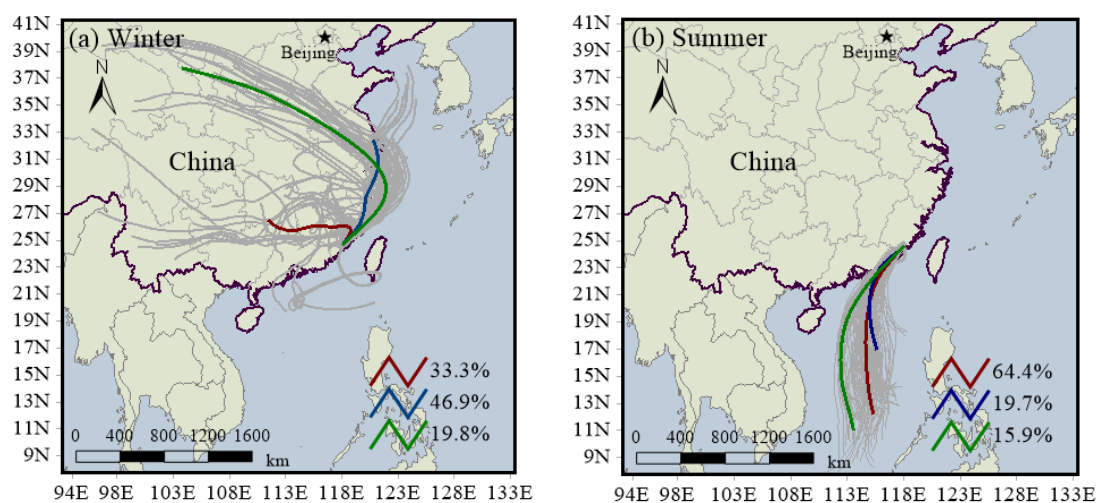 (a) Winter
Beijing
N
China
33.3%
46.9%
19.8%
0 400 800 1200 1600
km
41N
39N
37N
35N
33N
31N
29N
27N
25N
23N
21N
19N
17N
15N
13N
11N
9N
94E 98E 103E 108E 113E 118E 123E 128E 133E
(b) Summer
Beijing
N
China
64.4%
19.7%
15.9%
0 400 800 1200 1600
km
41N
39N
37N
35N
33N
31N
29N
27N
25N
23N
21N
19N
17N
15N
13N
11N
9N
94E 98E 103E 108E 113E 118E 123E 128E 133E